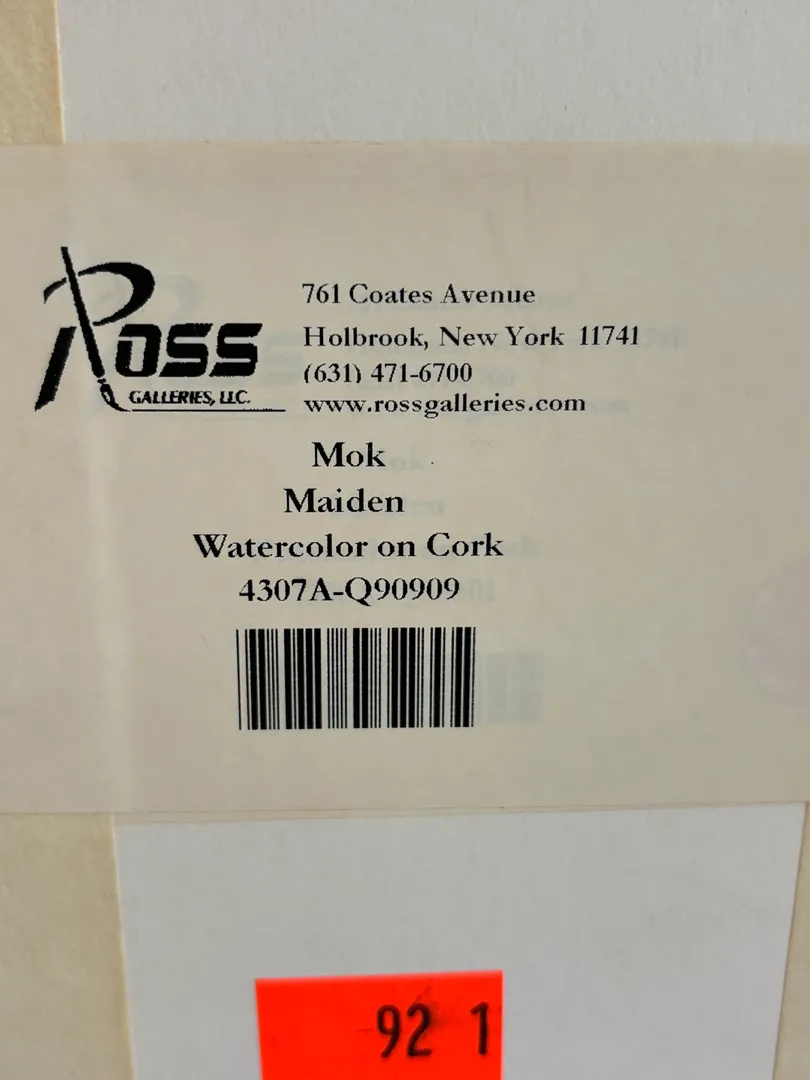 ROSS
GALLERIES, LLC.
761 Coates Avenue
Holbrook, New York 11741
(631) 471-6700
www.rossgalleries.com
Mok
Maiden
Watercolor on Cork
4307A-Q90909
92 1